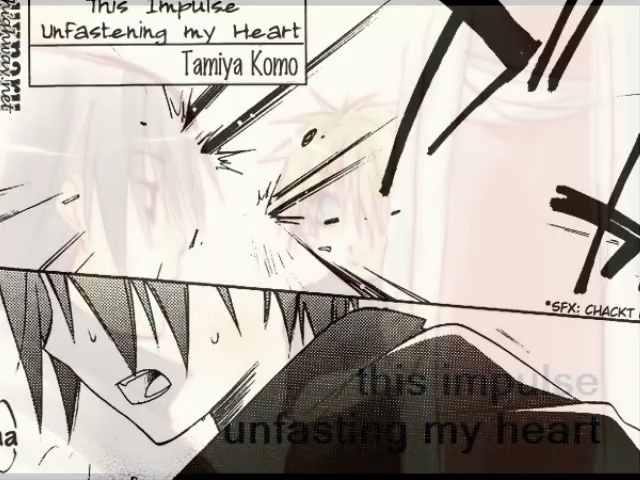 This Impulse
Unfastening my Heart
Tamiya Komo
*SFX: CHACKT
this impulse
unfasting my heart